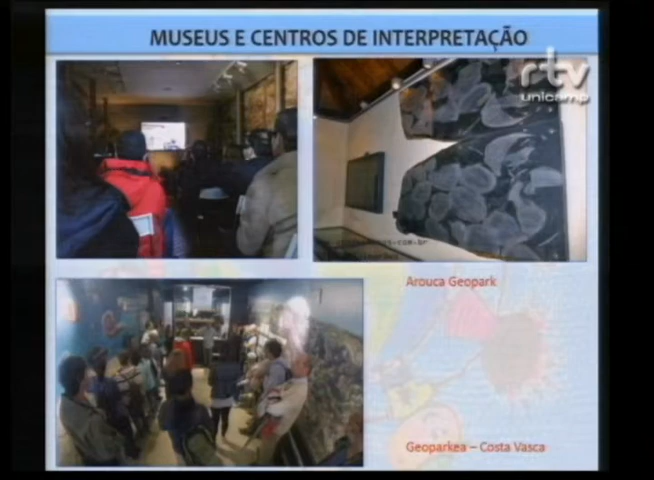 MUSEUS E CENTROS DE INTERPRETAÇÃO
rtv
unicamp
Arouca Geopark
Geoparkea – Costa Vasca